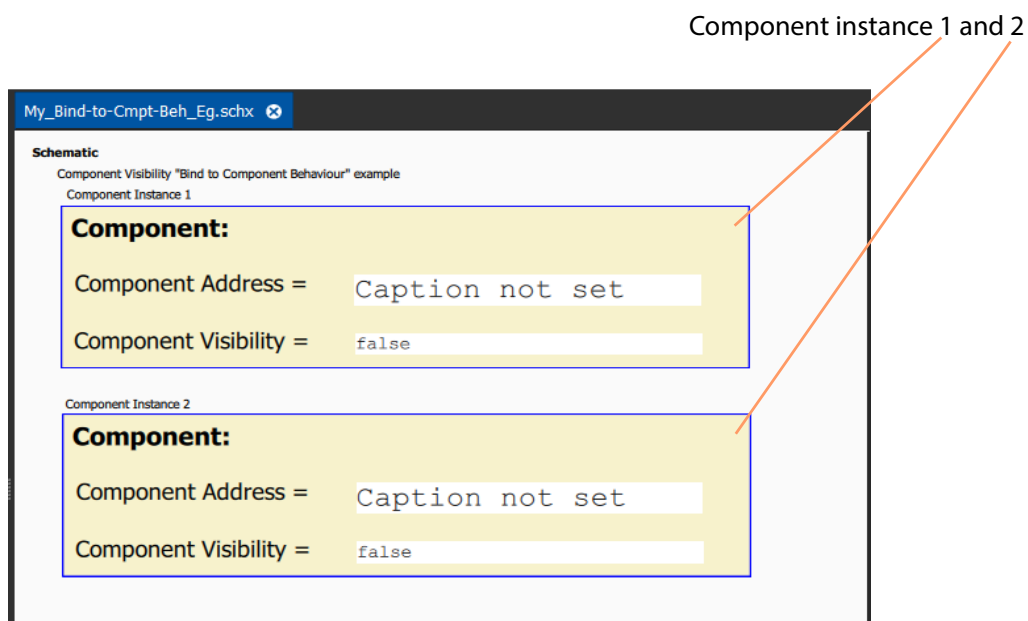 Component instance 1 and 2
My_Bind-to-Cmpt-Beh_Eg.schx
Schematic
Component Visibility "Bind to Component Behaviour" example
Component Instance 1
Component:
Component Address = Caption not set
Component Visibility = false
Component Instance 2
Component:
Component Address = Caption not set
Component Visibility = false